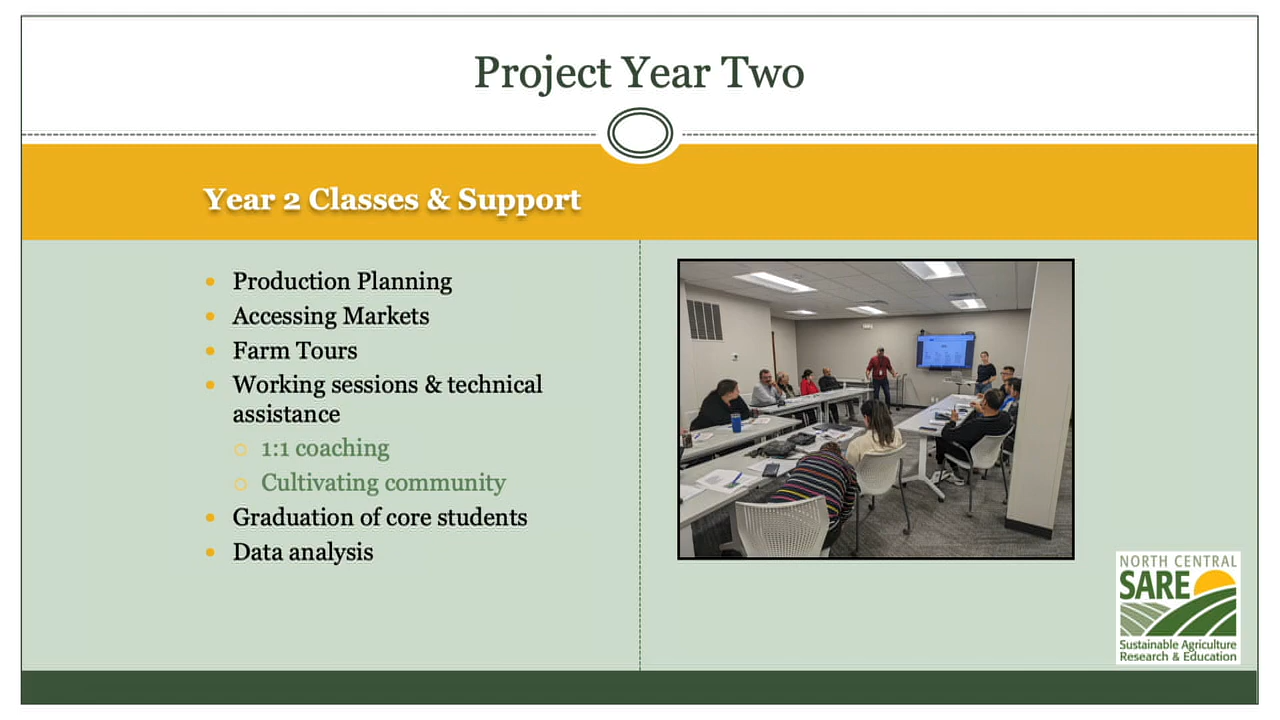 Project Year Two
Year 2 Classes & Support
Production Planning
Accessing Markets
Farm Tours
Working sessions & technical
assistance
1:1 coaching
Cultivating community
Graduation of core students
Data analysis
NORTH CENTRAL
SARE
Sustainable Agriculture
Research & Education